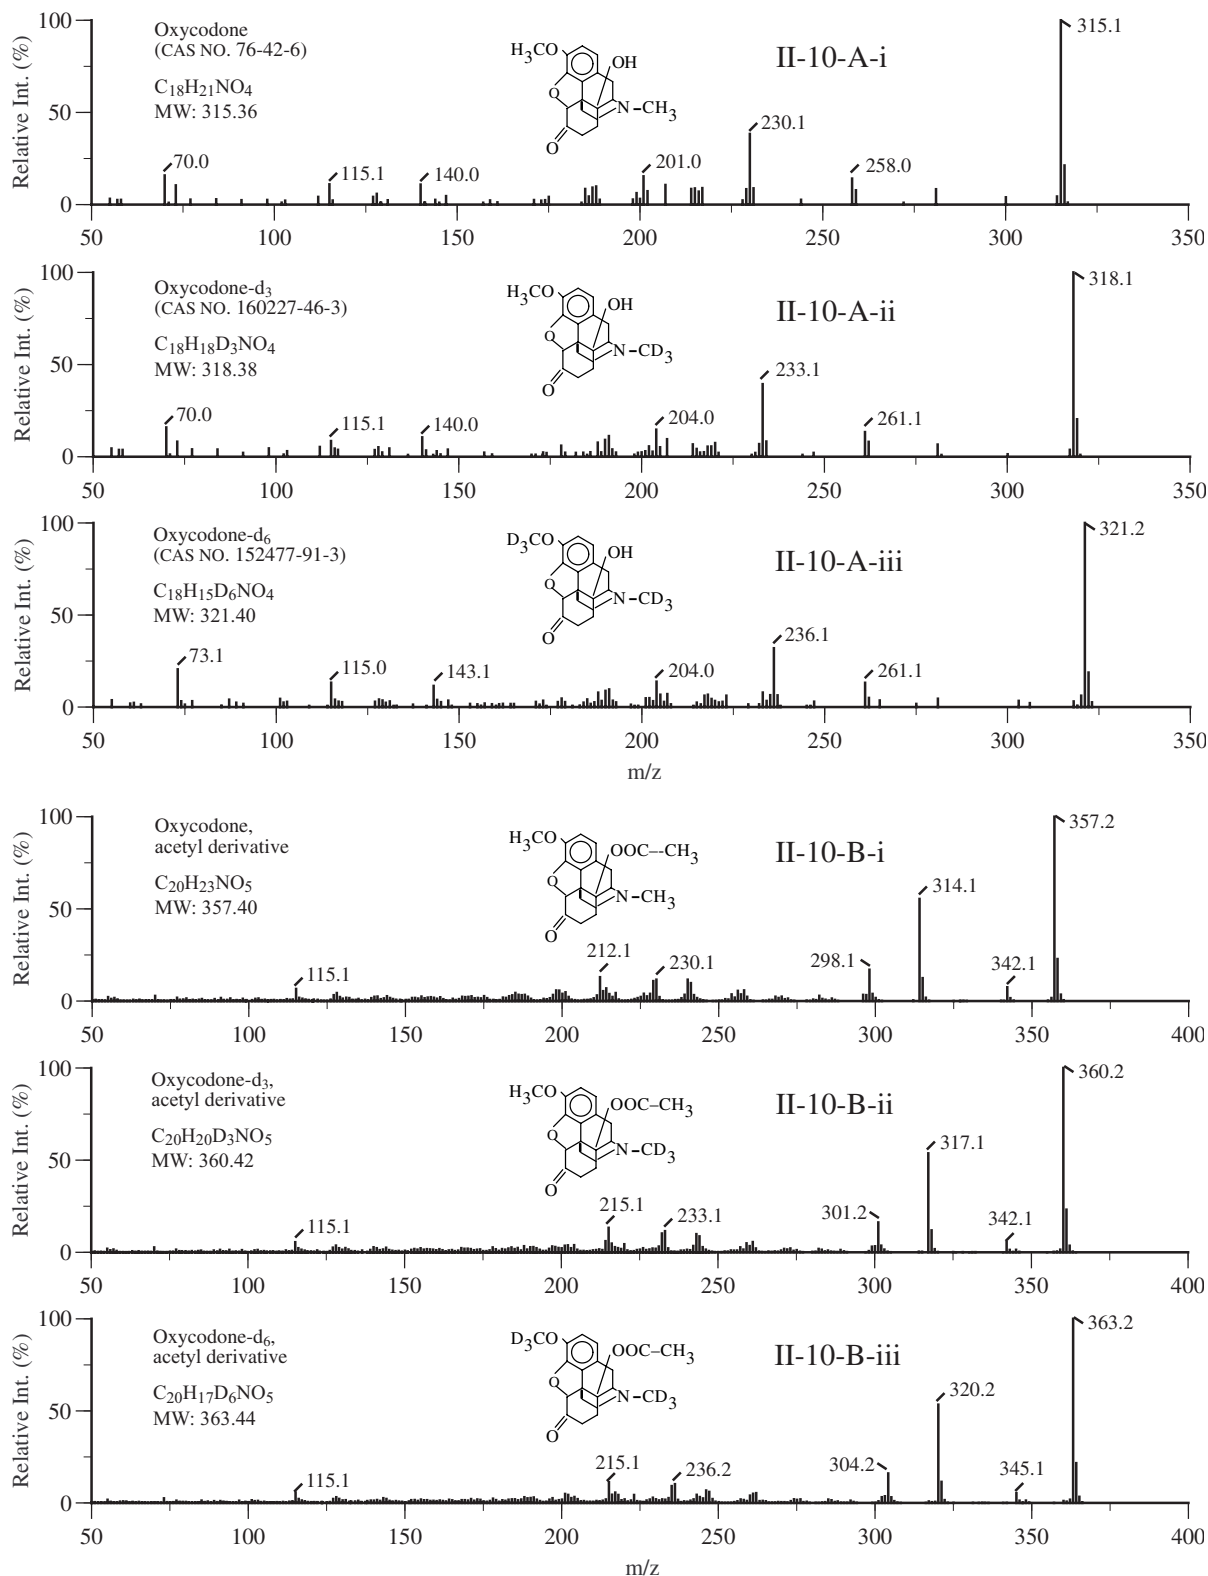 Relative Int. (%)
100
50
0
Oxycodone
(CAS NO. 76-42-6)
C18H21NO4
MW: 315.36
H3CO
OH
O
N–CH3
O
II-10-A-i
70.0
115.1
140.0
201.0
230.1
258.0
315.1
50 100 150 200 250 300 350
Relative Int. (%)
100
50
0
Oxycodone-d3
(CAS NO. 160227-46-3)
C18H18D3NO4
MW: 318.38
H3CO
OH
O
N–CD3
O
II-10-A-ii
70.0
115.1
140.0
204.0
233.1
261.1
318.1
50 100 150 200 250 300 350
Relative Int. (%)
100
50
0
Oxycodone-d6
(CAS NO. 152477-91-3)
C18H15D6NO4
MW: 321.40
D3CO
OH
O
N–CD3
O
II-10-A-iii
73.1
115.0
143.1
204.0
236.1
261.1
321.2
50 100 150 200 250 300 350
m/z
Relative Int. (%)
100
50
0
Oxycodone,
acetyl derivative
C20H23NO5
MW: 357.40
H3CO
OOC--CH3
O
N–CH3
O
II-10-B-i
115.1
212.1
230.1
298.1
314.1
342.1
357.2
50 100 150 200 250 300 350 400
Relative Int. (%)
100
50
0
Oxycodone-d3,
acetyl derivative
C20H20D3NO5
MW: 360.42
H3CO
OOC–CH3
O
N–CD3
O
II-10-B-ii
115.1
215.1
233.1
301.2
317.1
342.1
360.2
50 100 150 200 250 300 350 400
Relative Int. (%)
100
50
0
Oxycodone-d6,
acetyl derivative
C20H17D6NO5
MW: 363.44
D3CO
OOC–CH3
O
N–CD3
O
II-10-B-iii
115.1
215.1
236.2
304.2
320.2
345.1
363.2
50 100 150 200 250 300 350 400
m/z